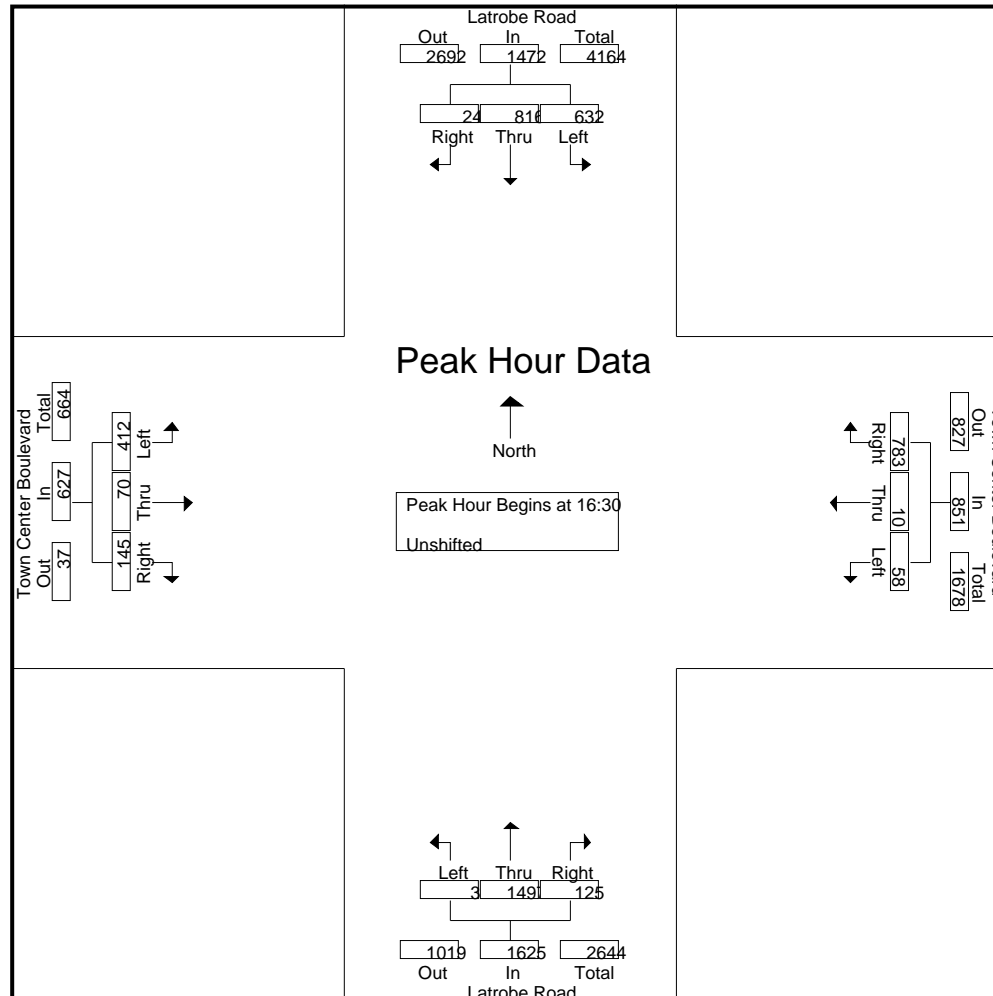 Latrobe Road
Out In Total
2692 1472 4164
24 816 632
Right Thru Left
Peak Hour Data
North
Peak Hour Begins at 16:30
Unshifted
Town Center Boulevard
Total In Out
664 627 37
412 70 145
Left Thru Right
Right Thru Left
783 10 58
827 851 1678
Out In Total
Left Thru Right
3 1497 125
1019 1625 2644
Out In Total
Latrobe Road